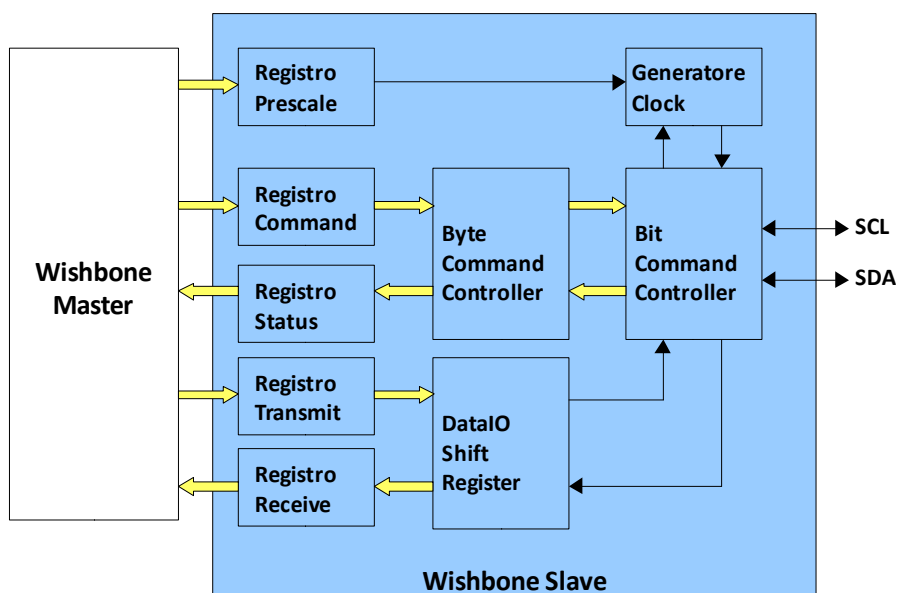 Wishbone
Master
Registro
Prescale
Generatore
Clock
Registro
Command
Registro
Status
Byte
Command
Controller
Bit
Command
Controller
SCL
SDA
Registro
Transmit
Registro
Receive
DataIO
Shift
Register
Wishbone Slave